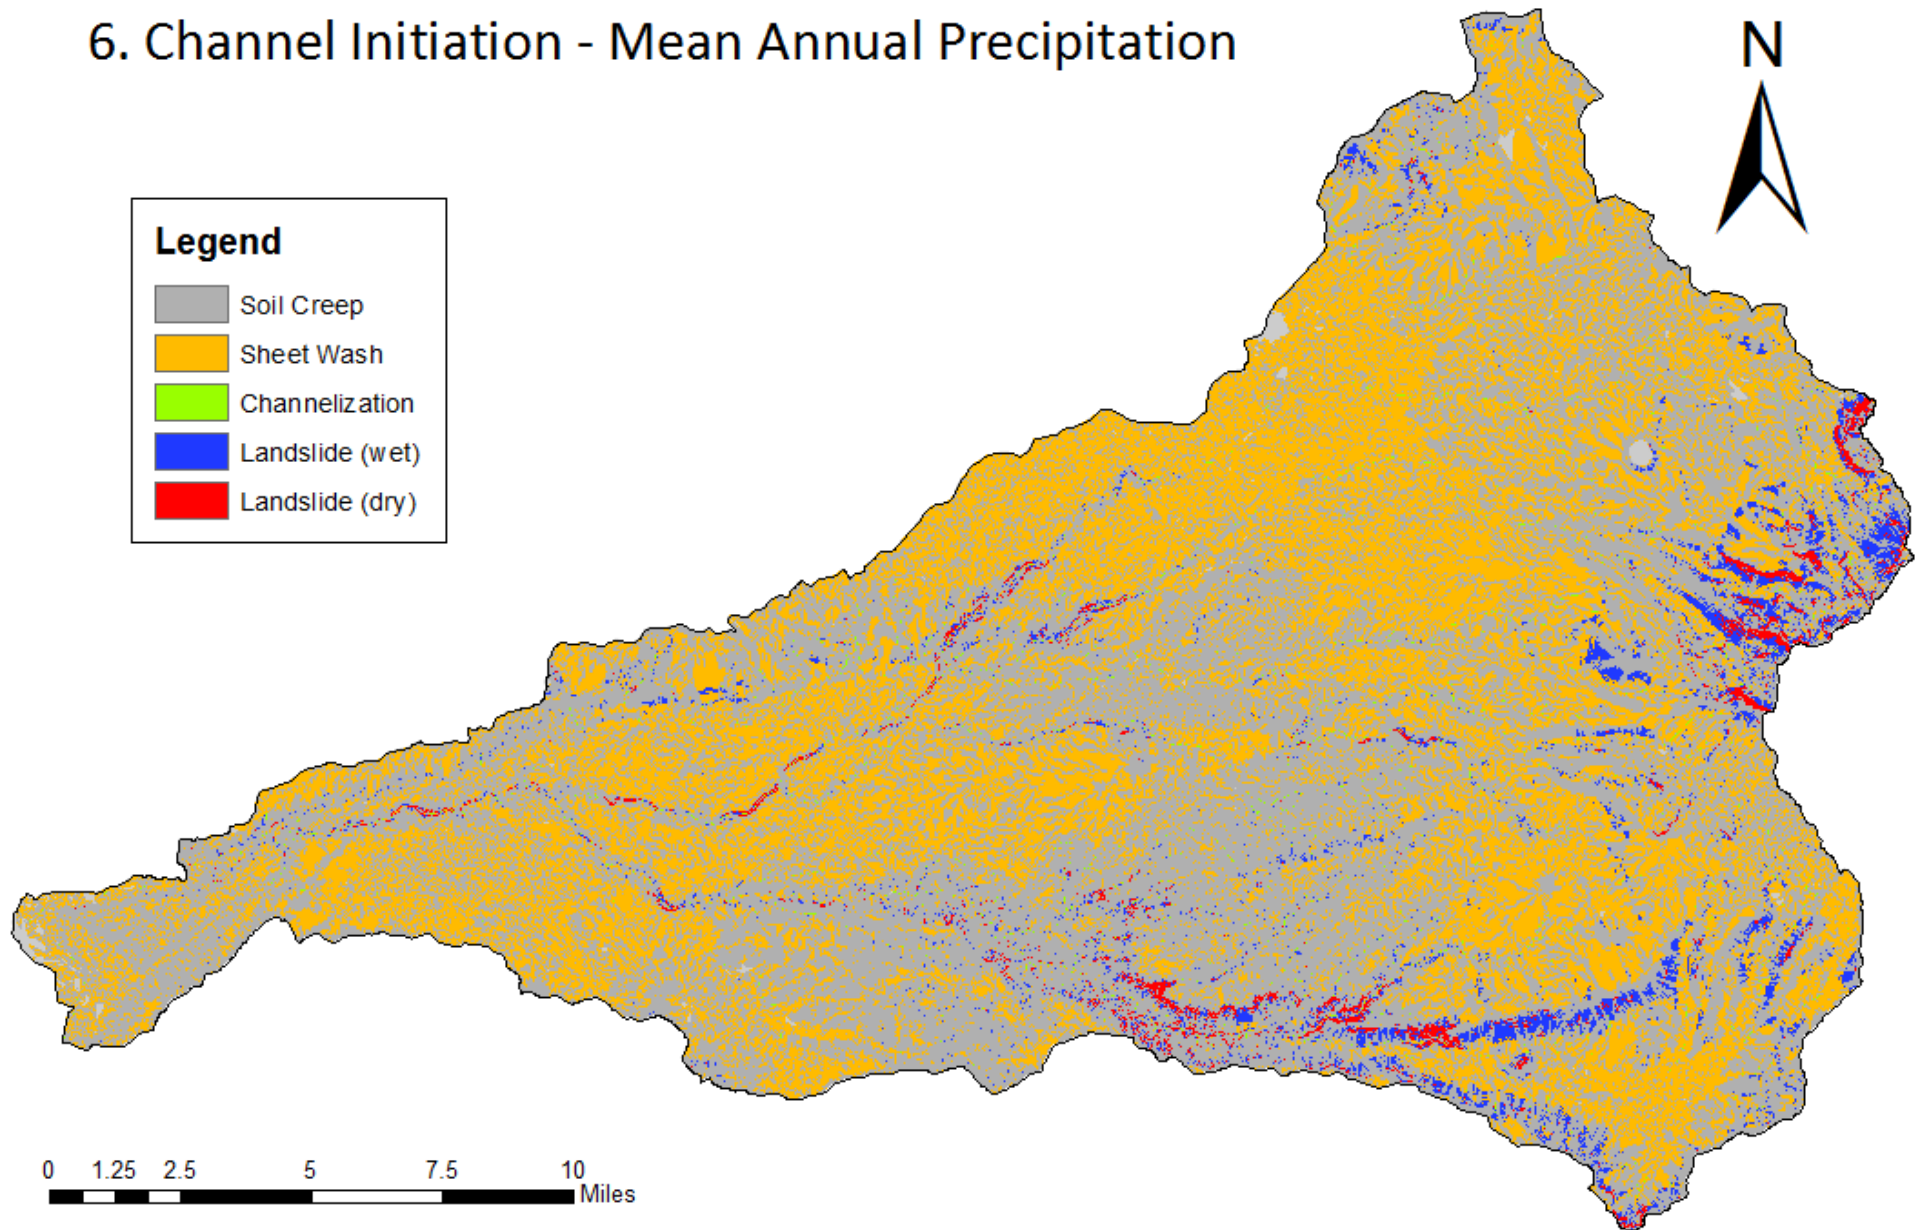 6. Channel Initiation - Mean Annual Precipitation
N
Legend
Soil Creep
Sheet Wash
Channelization
Landslide (wet)
Landslide (dry)
0 1.25 2.5 5 7.5 10
Miles